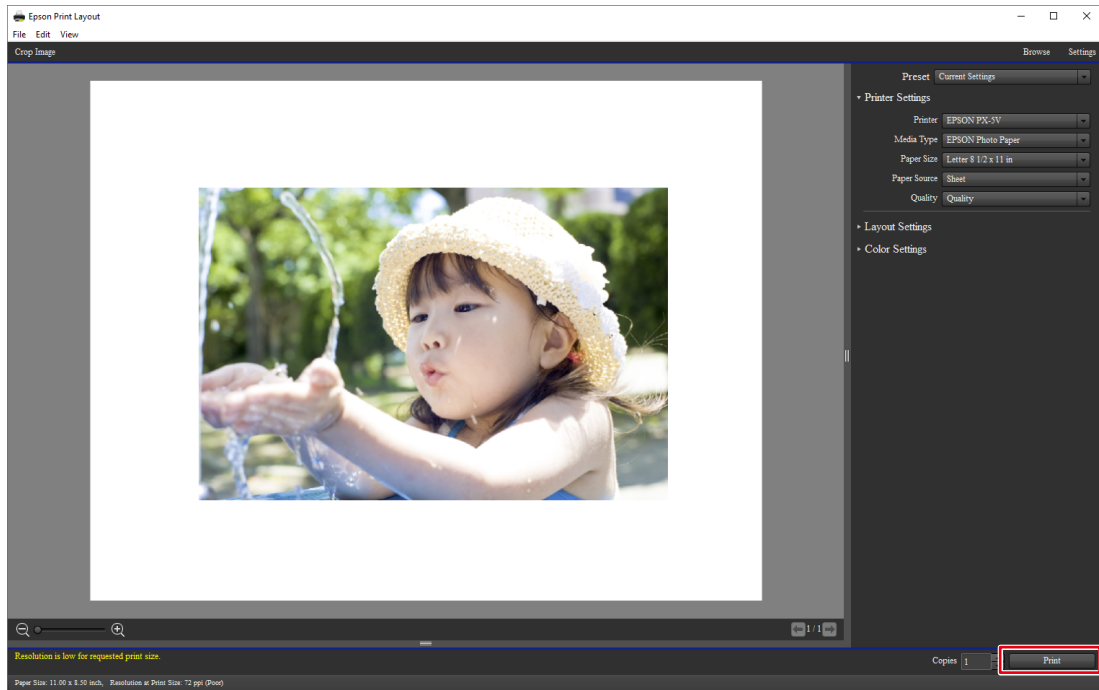 Epson Print Layout
File Edit View
Crop Image Browse Settings
Preset Current Settings
Printer Settings
Printer EPSON PX-5V
Media Type EPSON Photo Paper
Paper Size Letter 8 1/2 x 11 in
Paper Source Sheet
Quality Quality
Layout Settings
Color Settings
1 / 1
Resolution is low for requested print size.
Copies 1 Print
Paper Size: 11.00 x 8.50 inch, Resolution at Print Size: 72 ppi (Poor)